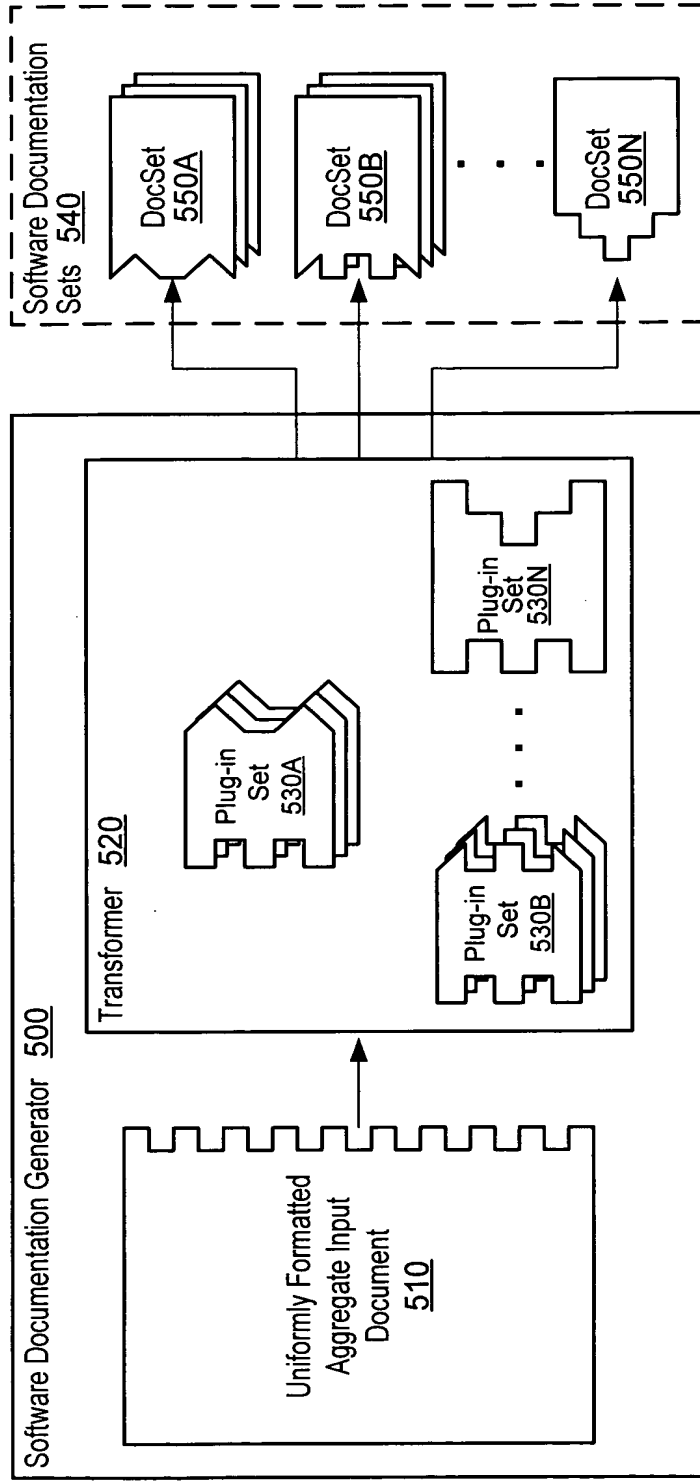 Software Documentation Generator 500
Uniformly Formatted
Aggregate Input
Document
510
Transformer 520
Plug-in
Set
530A
Plug-in
Set
530B
Plug-in
Set
530N
Software Documentation
Sets 540
DocSet
550A
DocSet
550B
DocSet
550N